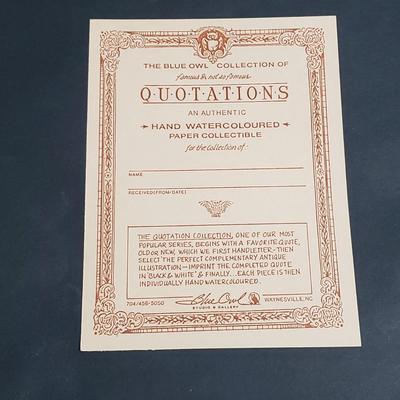 THE BLUE OWL COLLECTION OF
famous & not so famous
Q·U·O·T·A·T·I·O·N·S
AN AUTHENTIC
HAND WATERCOLOURED
PAPER COLLECTIBLE
for the collection of:
NAME
RECEIVED (FROM/DATE)
THE QUOTATION COLLECTION, ONE OF OUR MOST
POPULAR SERIES, BEGINS WITH A FAVORITE QUOTE,
OLD OR NEW, WHICH WE FIRST HANDLETTER-THEN
SELECT THE PERFECT COMPLEMENTARY ANTIQUE
ILLUSTRATION-IMPRINT THE COMPLETED QUOTE
IN 'BLACK & WHITE' & FINALLY...EACH PIECE IS THEN
INDIVIDUALLY HAND WATERCOLOURED.
704/456-5050 Blue Owl WAYNESVILLE, NC
STUDIO & GALLERY